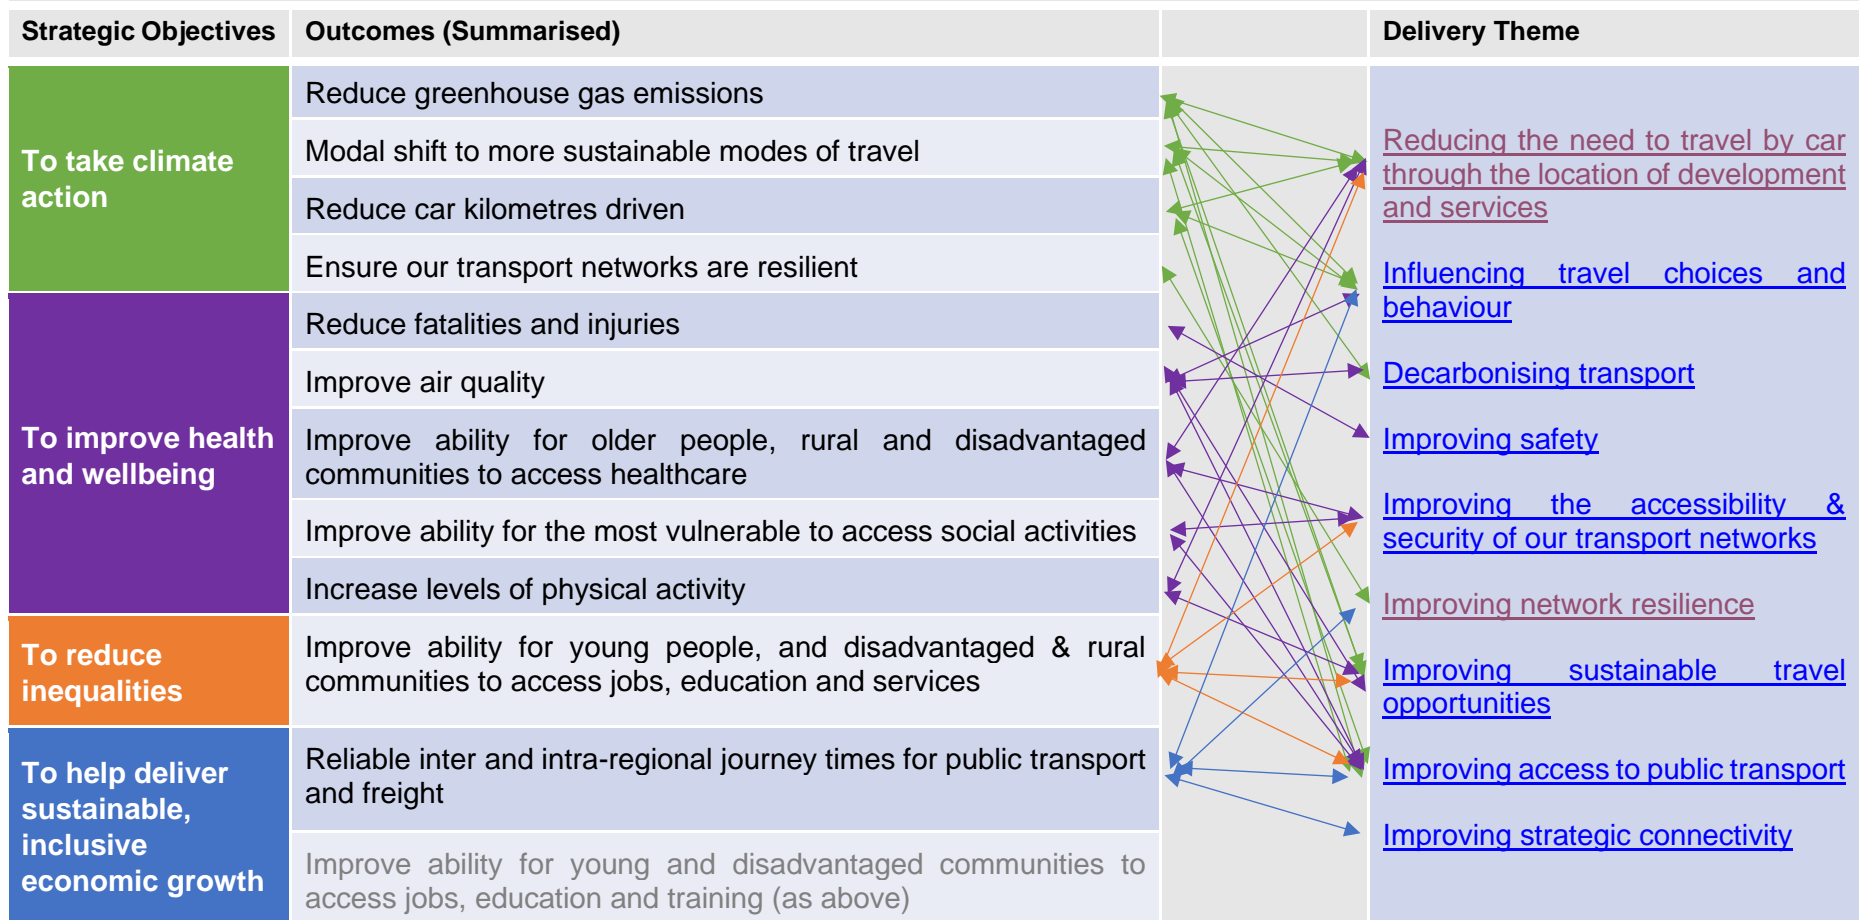 Strategic Objectives
Outcomes (Summarised)
Delivery Theme
To take climate
action
Reduce greenhouse gas emissions
Modal shift to more sustainable modes of travel
Reduce car kilometres driven
Ensure our transport networks are resilient
To improve health
and wellbeing
Reduce fatalities and injuries
Improve air quality
Improve ability for older people, rural and disadvantaged
communities to access healthcare
Improve ability for the most vulnerable to access social activities
Increase levels of physical activity
To reduce
inequalities
Improve ability for young people, and disadvantaged & rural
communities to access jobs, education and services
To help deliver
sustainable,
inclusive
economic growth
Reliable inter and intra-regional journey times for public transport
and freight
Improve ability for young and disadvantaged communities to
access jobs, education and training (as above)
Reducing the need to travel by car
through the location of development
and services
Influencing travel choices and
behaviour
Decarbonising transport
Improving safety
Improving the accessibility &
security of our transport networks
Improving network resilience
Improving sustainable travel
opportunities
Improving access to public transport
Improving strategic connectivity